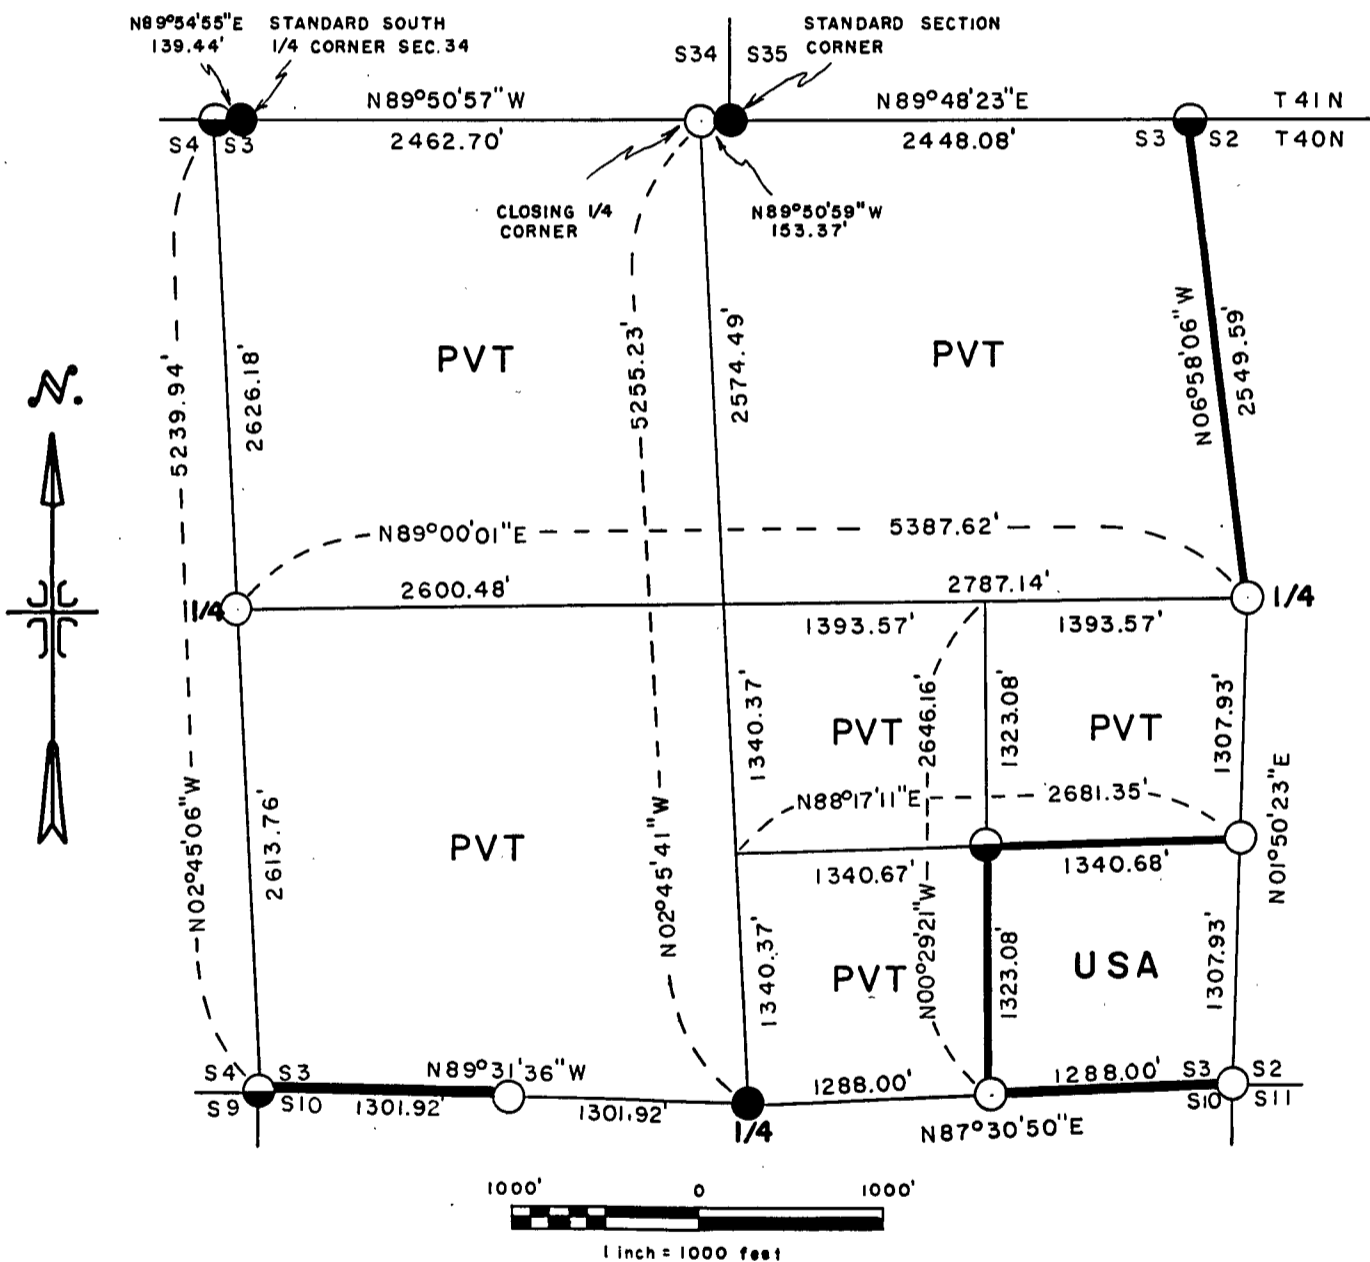 N89°54'55"E
139.44'
STANDARD SOUTH
1/4 CORNER SEC. 34
S34
S35
STANDARD SECTION
CORNER
N89°50'57"W
2462.70'
N89°48'23"E
2448.08'
T41N
T40N
S4
S3
S3
S2
CLOSING 1/4
CORNER
N89°50'59"W
153.37'
N.
5239.94'
2626.18'
PVT
5255.23'
2574.49'
PVT
N06°58'06"W
2549.59'
N89°00'01"E
5387.62'
1/4
2600.48'
2787.14'
1/4
1393.57'
1393.57'
1340.37'
PVT
2646.16'
1323.08'
PVT
1307.93'
N88°17'11"E
2681.35'
N01°50'23"E
N02°45'06"W
2613.76'
PVT
N02°45'41"W
1340.67'
1340.68'
1340.37'
PVT
N00°29'21"W
1323.08'
USA
1307.93'
S4
S3
S9
S10
N89°31'36"W
1301.92'
1301.92'
1/4
1288.00'
N87°30'50"E
1288.00'
S3
S2
S10
S11
1000'
0
1000'
1 inch = 1000 feet